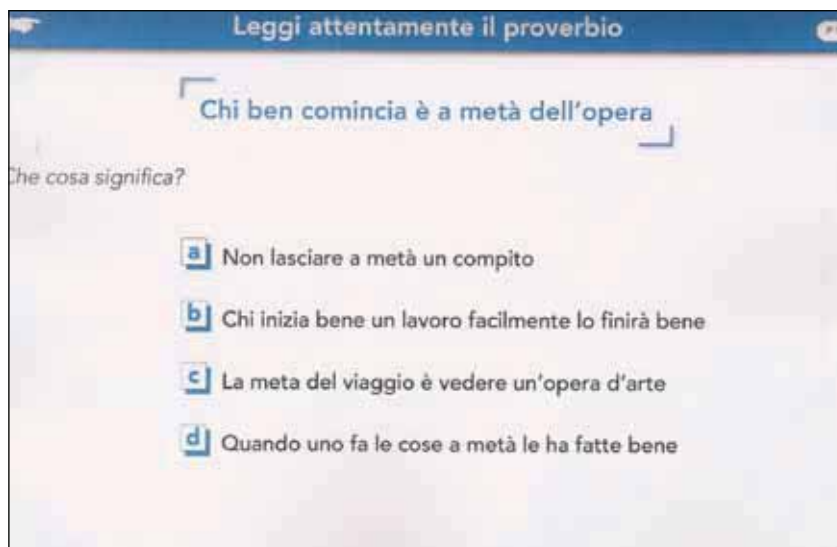 Leggi attentamente il proverbio
Chi ben comincia è a metà dell'opera
Che cosa significa?
a Non lasciare a metà un compito
b Chi inizia bene un lavoro facilmente lo finirà bene
c La meta del viaggio è vedere un'opera d'arte
d Quando uno fa le cose a metà le ha fatte bene